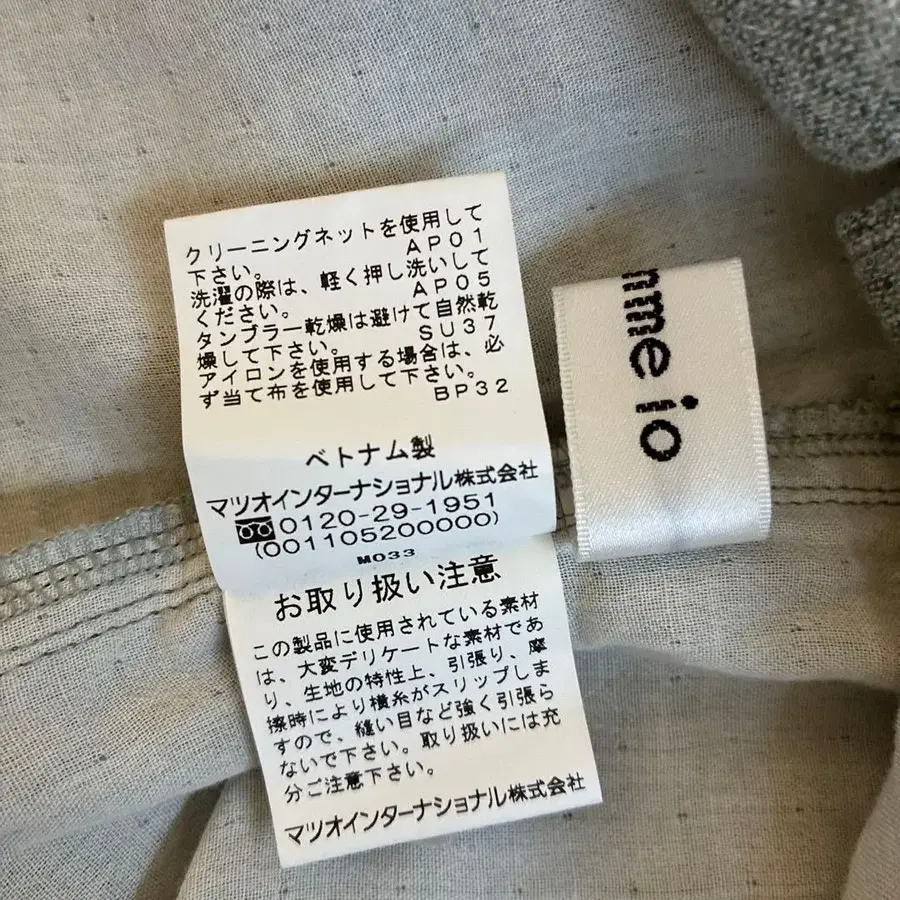 クリーニングネットを使用して
下さい。 AP01
洗濯の際は、軽く押し洗いして
ください。 AP05
タンブラー乾燥は避けて自然乾
燥して下さい。 SU37
アイロンを使用する場合は、必
ず当て布を使用して下さい。
BP32
ベトナム製
マツオインターナショナル株式会社
0120-29-1951
(001105200000)
M033
お取り扱い注意
この製品に使用されている素材
は、大変デリケートな素材であ
り、生地の特性上、引張り、摩
擦時により横糸がスリップしま
すので、縫い目など強く引張ら
ないで下さい。取り扱いには充
分ご注意下さい。
マツオインターナショナル株式会社
mme io